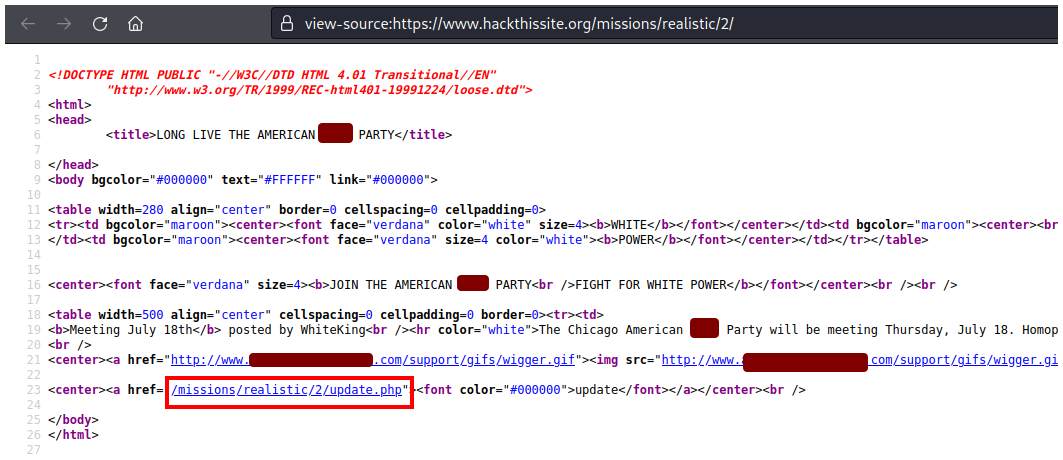 view-source:https://www.hackthissite.org/missions/realistic/2/
1
2 <!DOCTYPE HTML PUBLIC "-//W3C//DTD HTML 4.01 Transitional//EN"
3 "http://www.w3.org/TR/1999/REC-html401-19991224/loose.dtd">
4 <html>
5 <head>
6 <title>LONG LIVE THE AMERICAN PARTY</title>
7
8 </head>
9 <body bgcolor="#000000" text="#FFFFFF" link="#000000">
10
11 <table width=280 align="center" border=0 cellspacing=0 cellpadding=0>
12 <tr><td bgcolor="maroon"><center><font face="verdana" color="white" size=4><b>WHITE</b></font></center></td><td bgcolor="maroon"><center><br
13 </td><td bgcolor="maroon"><center><font face="verdana" size=4 color="white"><b>POWER</b></font></center></td></tr></table>
14
15
16 <center><font face="verdana" size=4><b>JOIN THE AMERICAN PARTY<br />FIGHT FOR WHITE POWER</b></font></center><br /><br />
17
18 <table width=500 align="center" cellspacing=0 cellpadding=0 border=0><tr><td>
19 <b>Meeting July 18th</b> posted by WhiteKing<br /><hr color="white">The Chicago American Party will be meeting Thursday, July 18. Homop
20 <br />
21 <center><a href="http://www. .com/support/gifs/wigger.gif"><img src="http://www. com/support/gifs/wigger.gi
22
23 <center><a href= /missions/realistic/2/update.php"><font color="#000000">update</font></a></center><br />
24
25 </body>
26 </html>
27